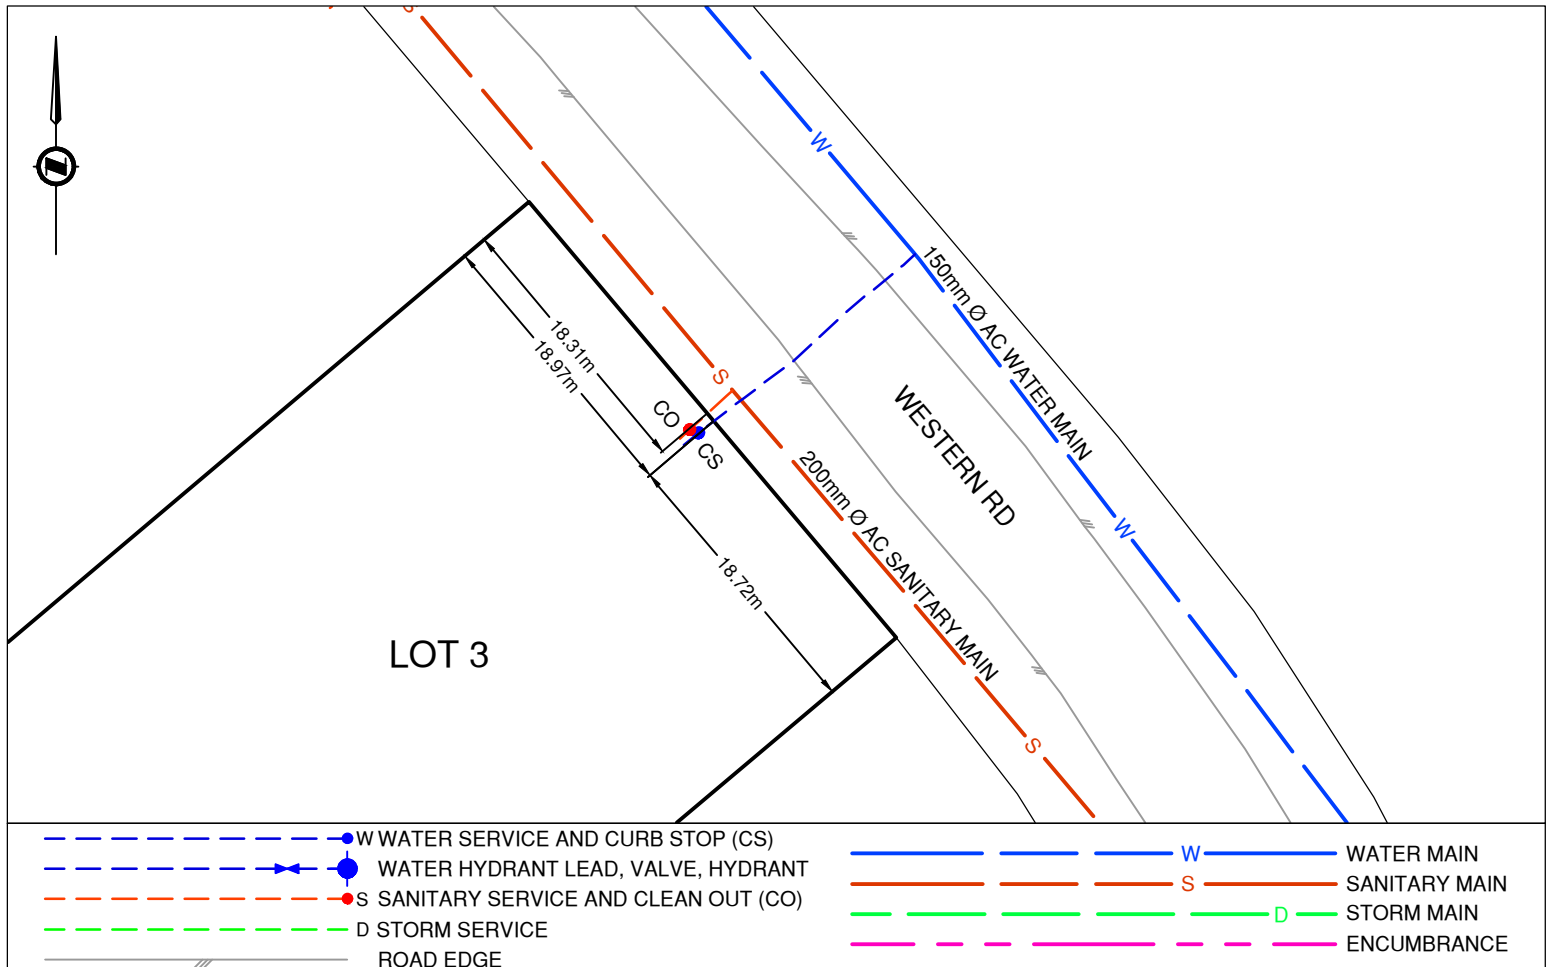 S
W
150mm Ø AC WATER MAIN
18.31m
18.97m
S
CO
CS
WESTERN RD
200mm Ø AC SANITARY MAIN
W
18.72m
LOT 3
S
W WATER SERVICE AND CURB STOP (CS)
WATER HYDRANT LEAD, VALVE, HYDRANT
S SANITARY SERVICE AND CLEAN OUT (CO)
D STORM SERVICE
ROAD EDGE
W WATER MAIN
S SANITARY MAIN
D STORM MAIN
ENCUMBRANCE